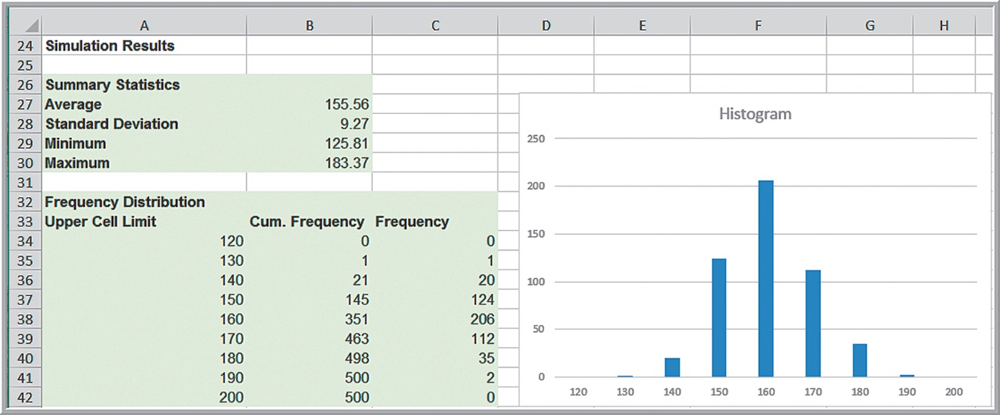 A B C D E F G H
24 Simulation Results
25
26 Summary Statistics
27 Average 155.56
28 Standard Deviation 9.27
29 Minimum 125.81
30 Maximum 183.37
31
32 Frequency Distribution
33 Upper Cell Limit Cum. Frequency Frequency
34 120 0 0
35 130 1 1
36 140 21 20
37 150 145 124
38 160 351 206
39 170 463 112
40 180 498 35
41 190 500 2
42 200 500 0
Histogram
250
200
150
100
50
0
120 130 140 150 160 170 180 190 200